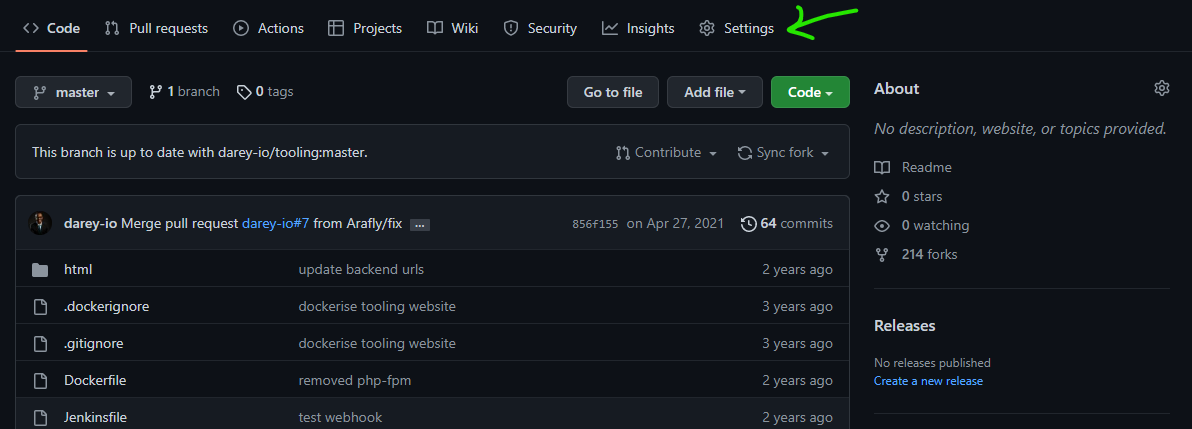 Code Pull requests Actions Projects Wiki Security Insights Settings
master 1 branch 0 tags Go to file Add file Code
About
No description, website, or topics provided.
This branch is up to date with darey-io/tooling:master. Contribute Sync fork
Readme
0 stars
darey-io Merge pull request darey-io#7 from Arafly/fix ... 856f155 on Apr 27, 2021 64 commits
0 watching
214 forks
html update backend urls 2 years ago
.dockerignore dockerise tooling website 3 years ago
Releases
.gitignore dockerise tooling website 3 years ago
No releases published
Create a new release
Dockerfile removed php-fpm 2 years ago
Jenkinsfile test webhook 2 years ago